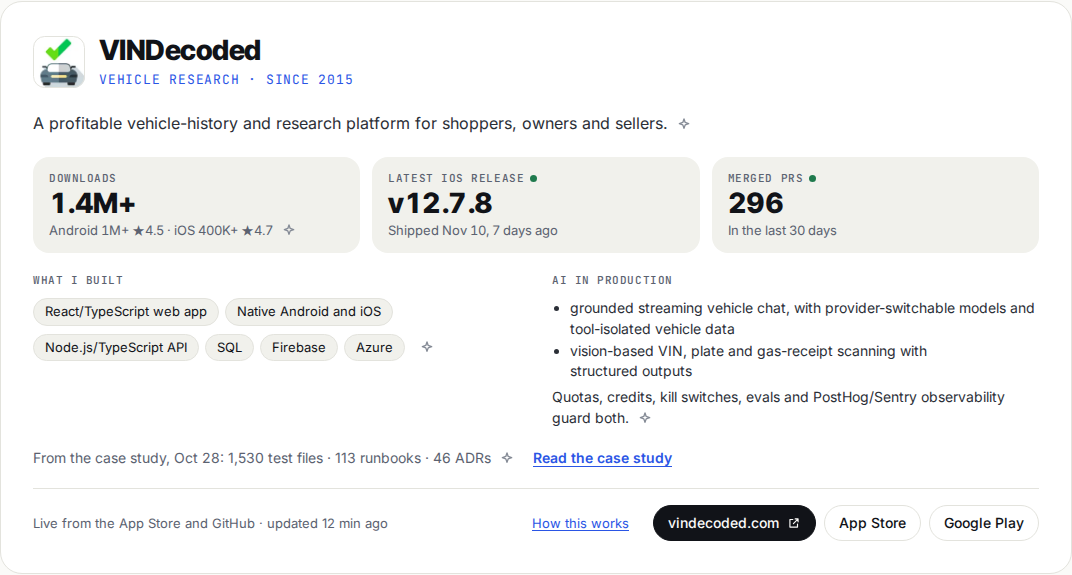 VINDecoded
VEHICLE RESEARCH · SINCE 2015
A profitable vehicle-history and research platform for shoppers, owners and sellers.
DOWNLOADS
1.4M+
Android 1M+ ★4.5 · iOS 400K+ ★4.7
LATEST IOS RELEASE
v12.7.8
Shipped Nov 10, 7 days ago
MERGED PRS
296
In the last 30 days
WHAT I BUILT
React/TypeScript web app
Native Android and iOS
Node.js/TypeScript API
SQL
Firebase
Azure
AI IN PRODUCTION
• grounded streaming vehicle chat, with provider-switchable models and
tool-isolated vehicle data
• vision-based VIN, plate and gas-receipt scanning with
structured outputs
Quotas, credits, kill switches, evals and PostHog/Sentry observability
guard both.
From the case study, Oct 28: 1,530 test files · 113 runbooks · 46 ADRs
Read the case study
Live from the App Store and GitHub · updated 12 min ago
How this works
vindecoded.com
App Store
Google Play